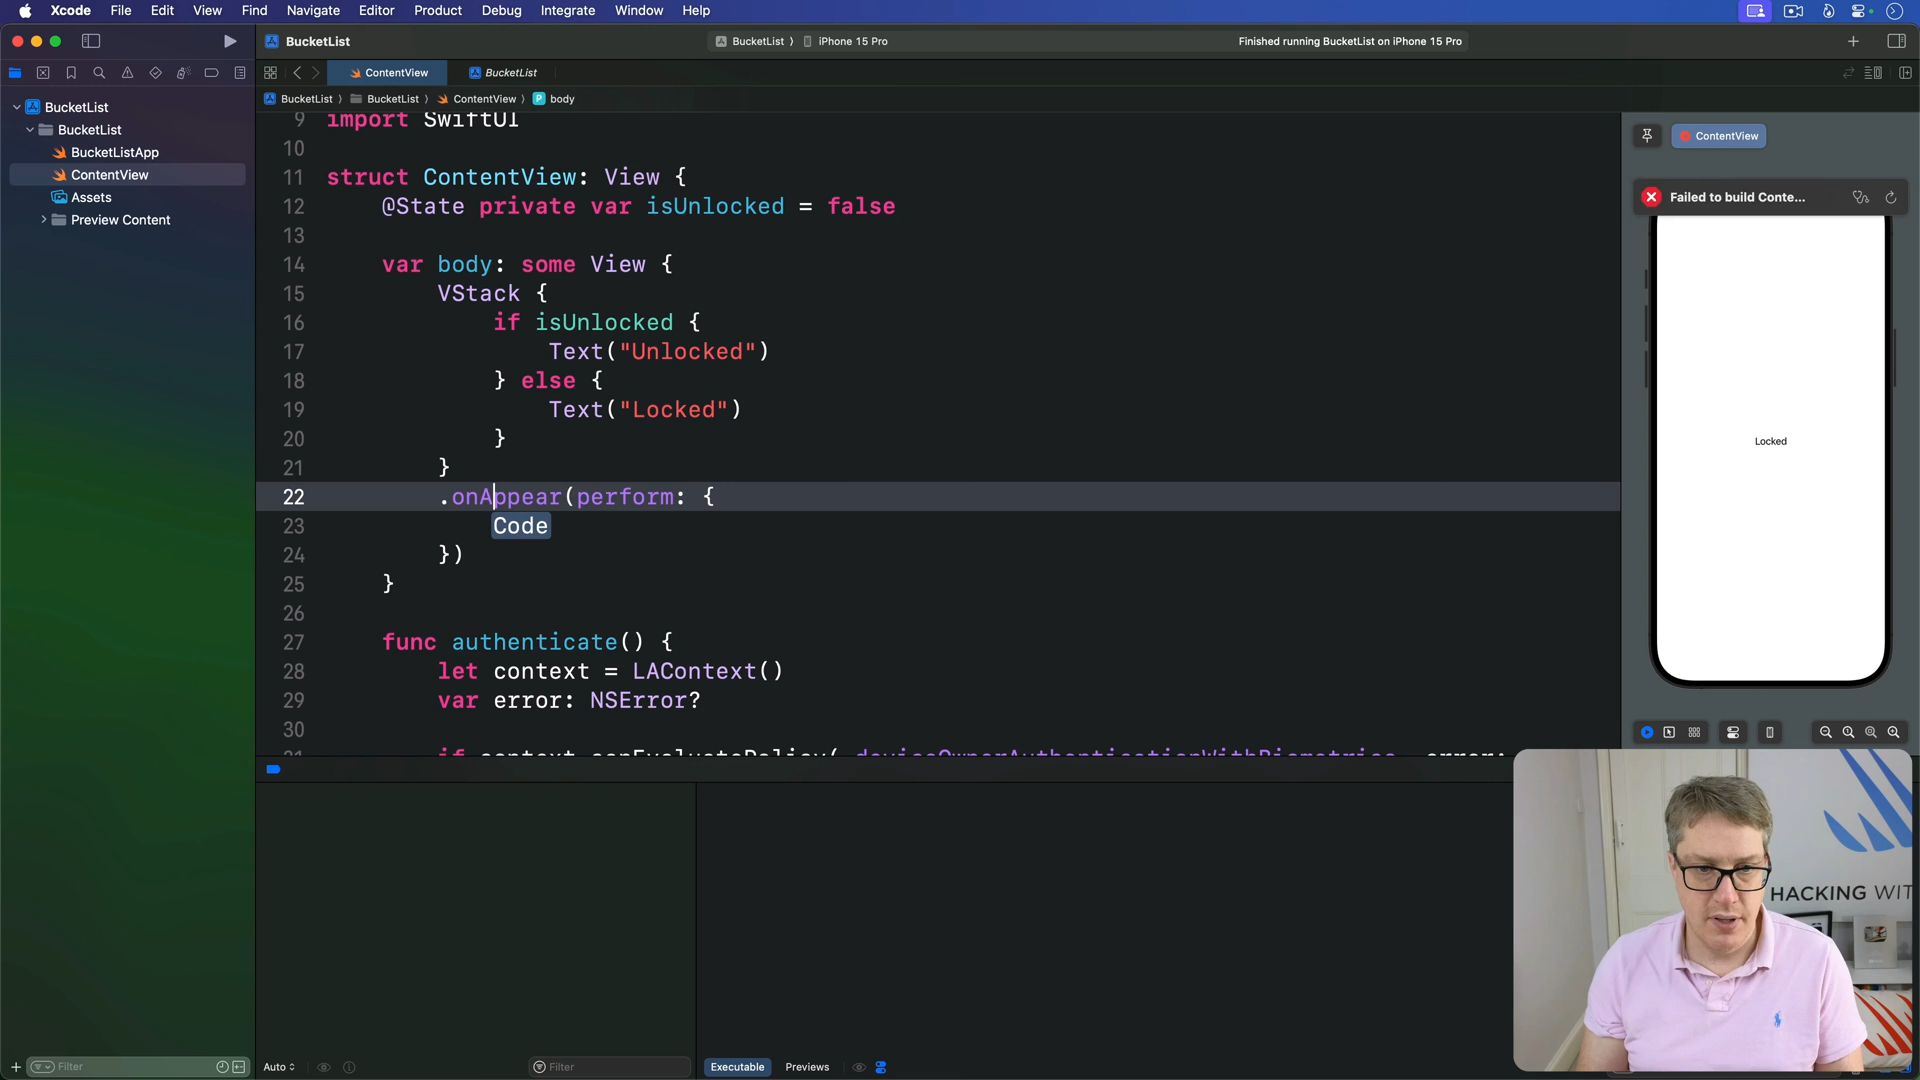 Xcode File Edit View Find Navigate Editor Product Debug Integrate Window Help
BucketList
BucketList 〉 iPhone 15 Pro
Finished running BucketList on iPhone 15 Pro
ContentView
BucketList
BucketList 〉 BucketList 〉 ContentView 〉 P body
BucketList
BucketList
BucketListApp
ContentView
Assets
Preview Content
9 import SwiftUI
10
11 struct ContentView: View {
12 @State private var isUnlocked = false
13
14 var body: some View {
15 VStack {
16 if isUnlocked {
17 Text("Unlocked")
18 } else {
19 Text("Locked")
20 }
21 }
22 .onAppear(perform: {
23 Code
24 })
25 }
26
27 func authenticate() {
28 let context = LAContext()
29 var error: NSError?
30
31 if context.canEvaluatePolicy(.deviceOwnerAuthenticationWithBiometrics, error:
ContentView
Failed to build Conte...
Locked
HACKING WIT
Filter
Auto
Filter
Executable Previews